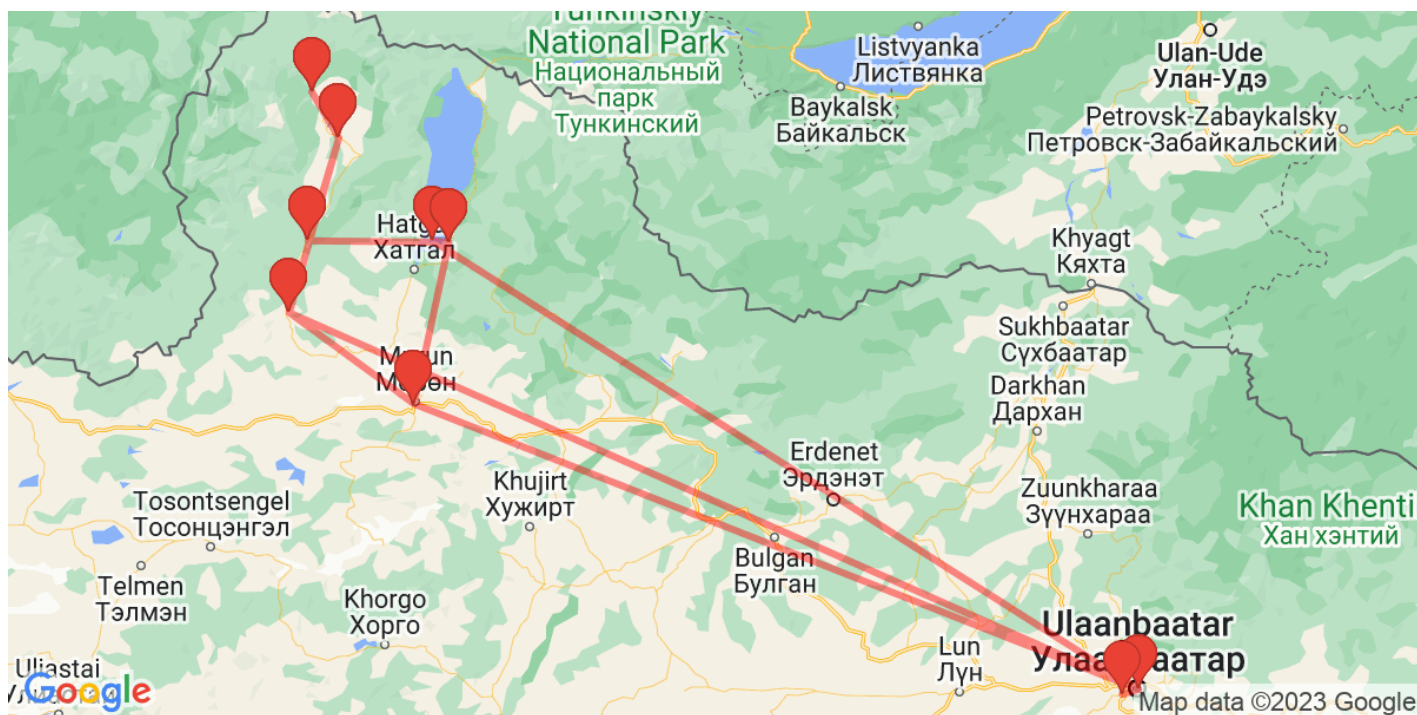 Tunkinskiy
National Park
Национальный
парк
Тункинский
Listvyanka
Листвянка
Ulan-Ude
Улан-Удэ
Baykalsk
Байкальск
Petrovsk-Zabaykalsky
Петровск-Забайкальский
Хатгал
Khyagt
Кяхта
Sukhbaatar
Сүхбаатар
Darkhan
Дархан
Erdenet
Эрдэнэт
Khujirt
Хужирт
Zuunkharaa
Зүүнхараа
Khan Khenti
Хан хэнтий
Tosontsengel
Тосонцэнгэл
Bulgan
Булган
Telmen
Тэлмэн
Khorgo
Хорго
Ulaanbaatar
Lun
Лүн
Uliastai
Google
Map data ©2023 Google